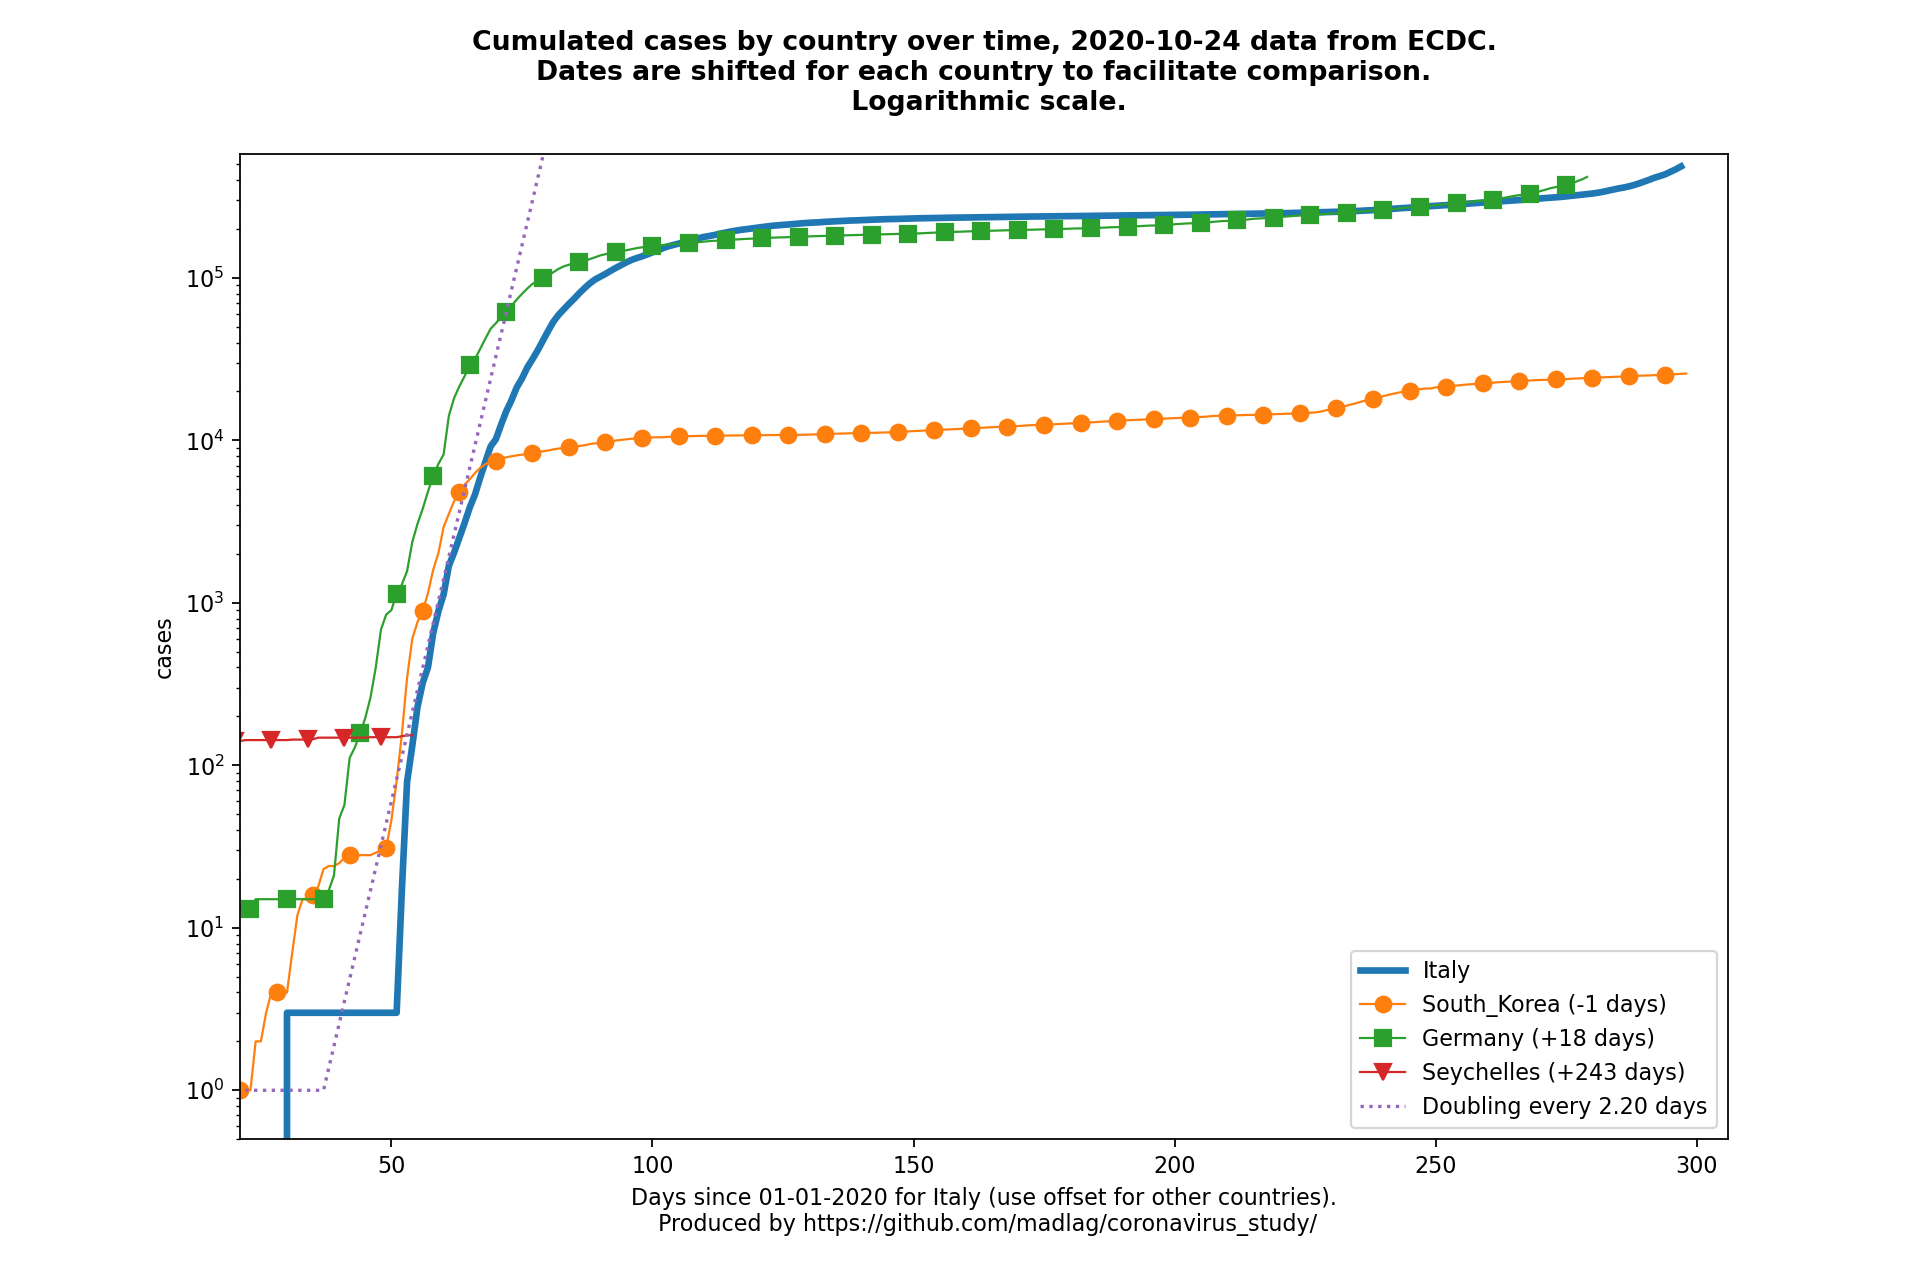 Cumulated cases by country over time, 2020-10-24 data from ECDC.
Dates are shifted for each country to facilitate comparison.
Logarithmic scale.
cases
10^5
10^4
10^3
10^2
10^1
10^0
50
100
150
200
250
300
Italy
South_Korea (-1 days)
Germany (+18 days)
Seychelles (+243 days)
Doubling every 2.20 days
Days since 01-01-2020 for Italy (use offset for other countries).
Produced by https://github.com/madlag/coronavirus_study/